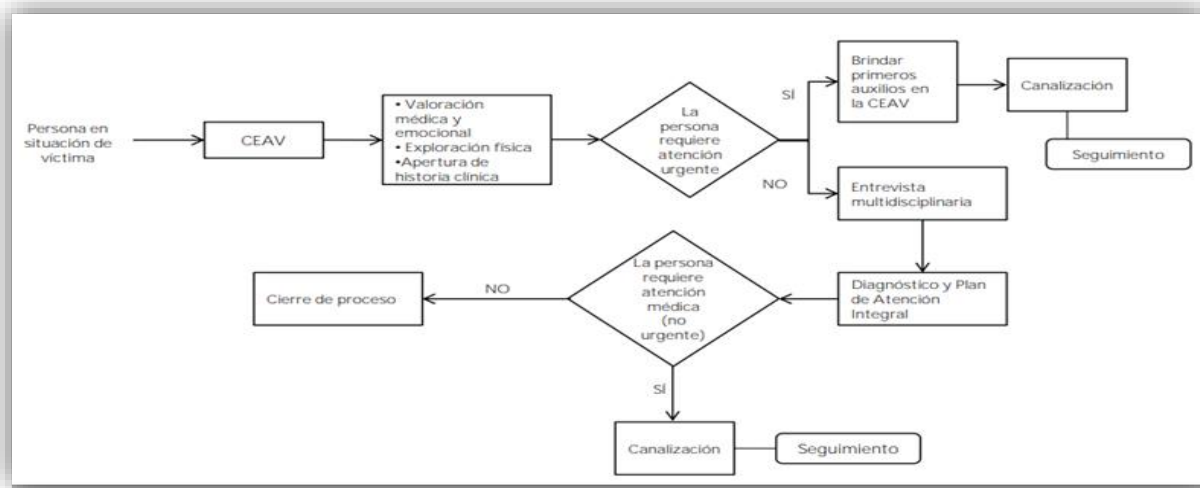 Persona en
situación de
víctima
CEAV
• Valoración
médica y
emocional
• Exploración física
•Apertura de
historia clínica
La
persona
requiere
atención
urgente
SÍ
NO
Brindar
primeros
auxilios en
la CEAV
Canalización
Seguimiento
Entrevista
multidisciplinaria
Diagnóstico y Plan
de Atención
Integral
La persona
requiere
atención
médica
(no
urgente)
NO
Cierre de proceso
SÍ
Canalización
Seguimiento